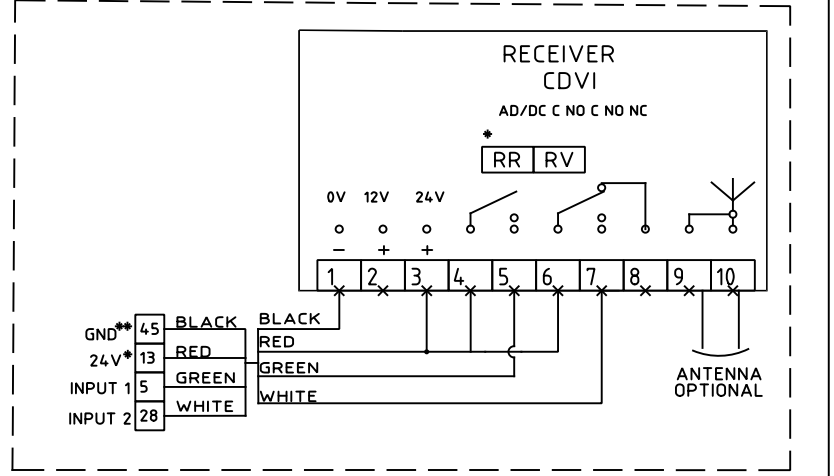 RECEIVER
CDVI
AD/DC C NO C NO NC
*
RR RV
0V 12V 24V
− + +
1 2 3 4 5 6 7 8 9 10
GND** 45 BLACK BLACK
24V* 13 RED RED
INPUT 1 5 GREEN GREEN
INPUT 2 28 WHITE WHITE
ANTENNA
OPTIONAL